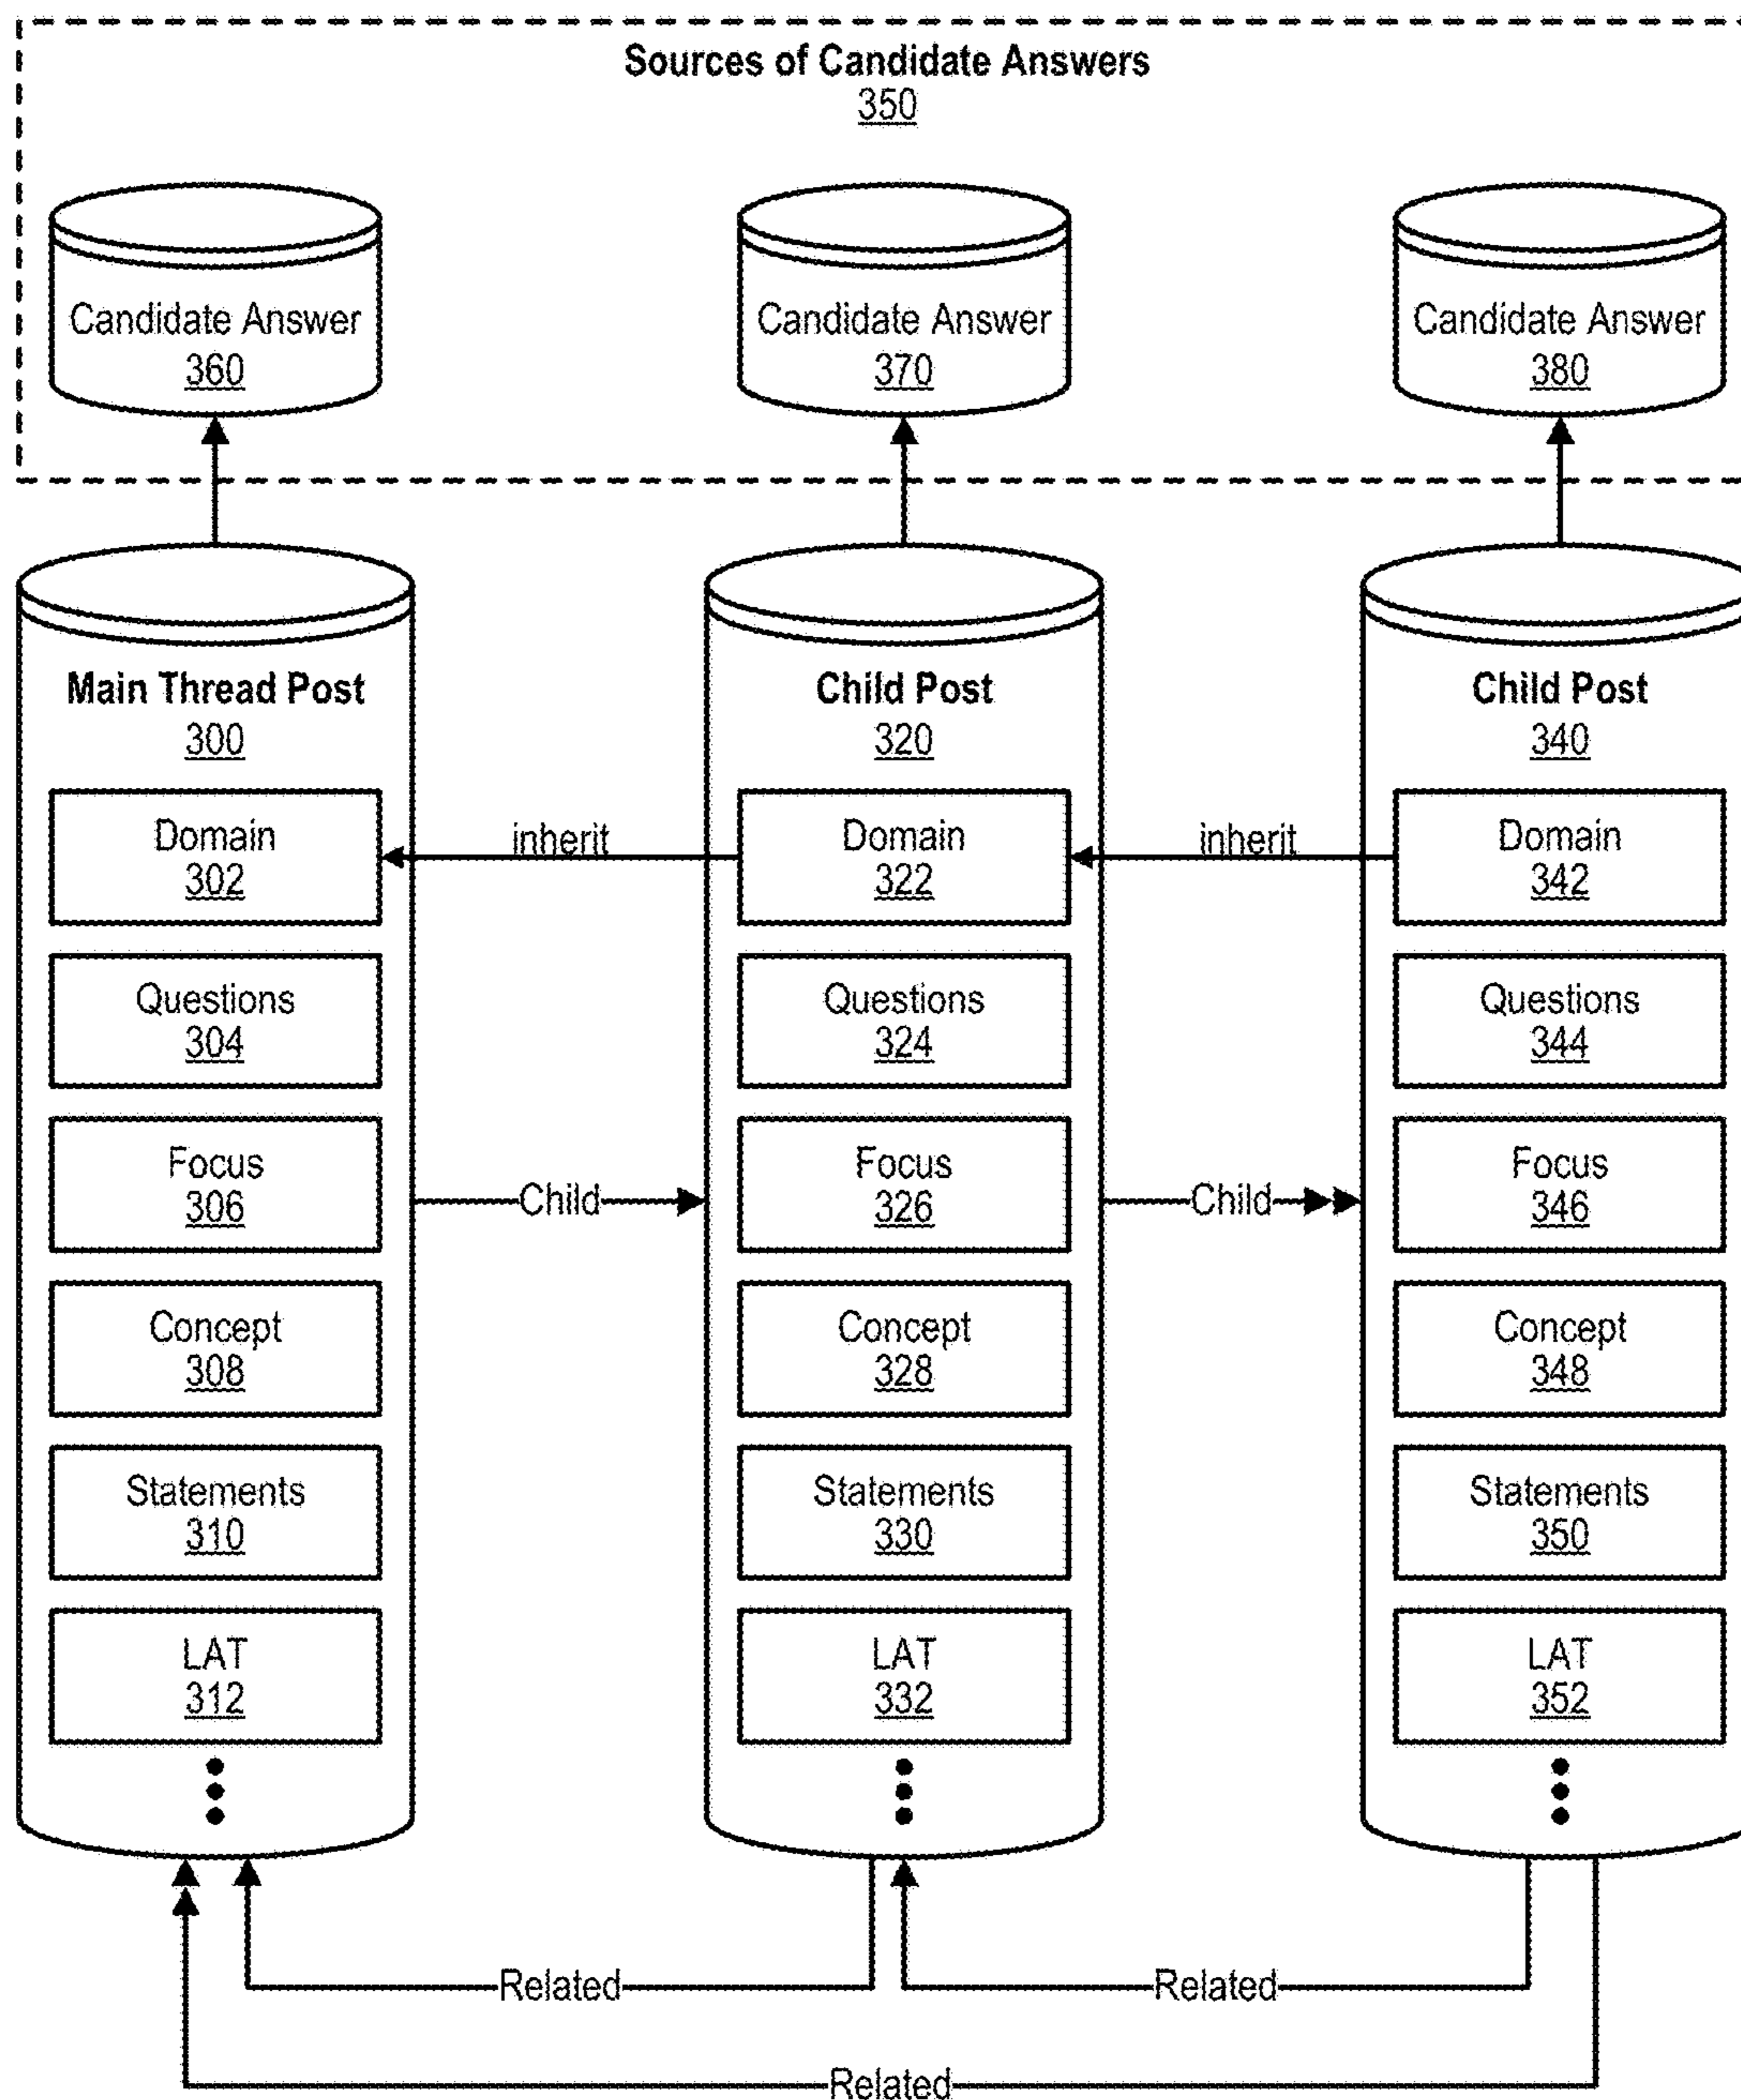 Sources of Candidate Answers
350
Candidate Answer
360
Candidate Answer
370
Candidate Answer
380
Main Thread Post
300
Domain
302
Questions
304
Focus
306
Concept
308
Statements
310
LAT
312
inherit
Child
Child Post
320
Domain
322
Questions
324
Focus
326
Concept
328
Statements
330
LAT
332
inherit
Child
Child Post
340
Domain
342
Questions
344
Focus
346
Concept
348
Statements
350
LAT
352
Related
Related
Related